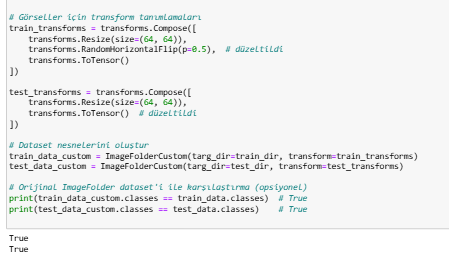 # Görseller için transform tanımlamaları
train_transforms = transforms.Compose([
    transforms.Resize(size=(64, 64)),
    transforms.RandomHorizontalFlip(p=0.5),  # düzeltildi
    transforms.ToTensor()
])
test_transforms = transforms.Compose([
    transforms.Resize(size=(64, 64)),
    transforms.ToTensor()  # düzeltildi
])
# Dataset nesnelerini oluştur
train_data_custom = ImageFolderCustom(targ_dir=train_dir, transform=train_transforms)
test_data_custom = ImageFolderCustom(targ_dir=test_dir, transform=test_transforms)
# Orijinal ImageFolder dataset'i ile karşılaştırma (opsiyonel)
print(train_data_custom.classes == train_data.classes)  # True
print(test_data_custom.classes == test_data.classes)    # True
True
True